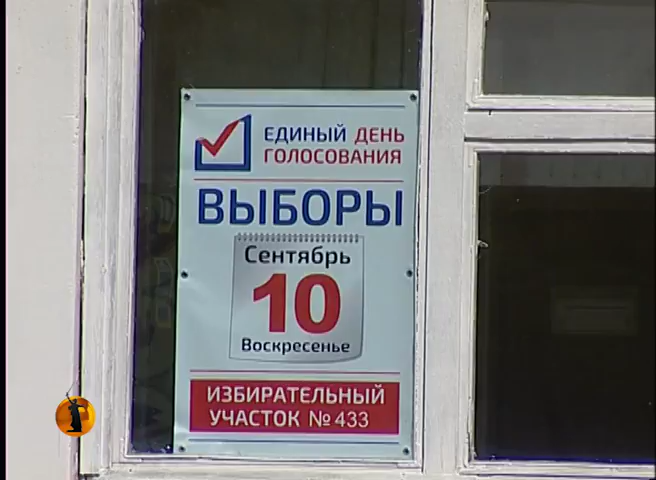 ЕДИНЫЙ ДЕНЬ
ГОЛОСОВАНИЯ
ВЫБОРЫ
Сентябрь
10
Воскресенье
ИЗБИРАТЕЛЬНЫЙ
УЧАСТОК №433